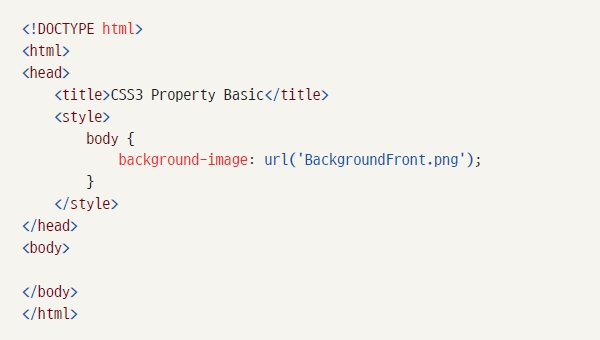 <!DOCTYPE html>
<html>
<head>
    <title>CSS3 Property Basic</title>
    <style>
        body {
            background-image: url('BackgroundFront.png');
        }
    </style>
</head>
<body>

</body>
</html>